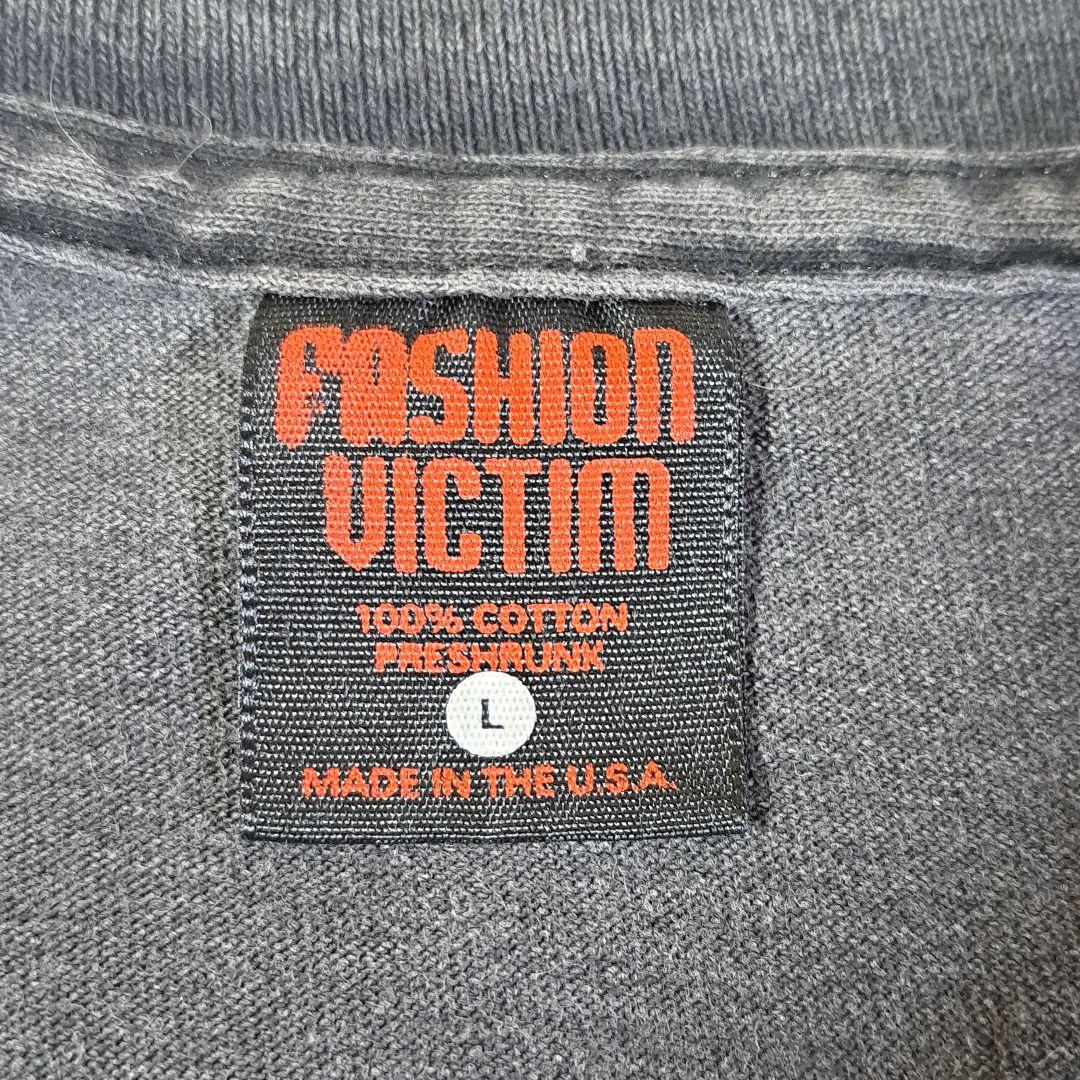 FASHION
VICTIM
100% COTTON
PRESHRUNK
L
MADE IN THE U.S.A.